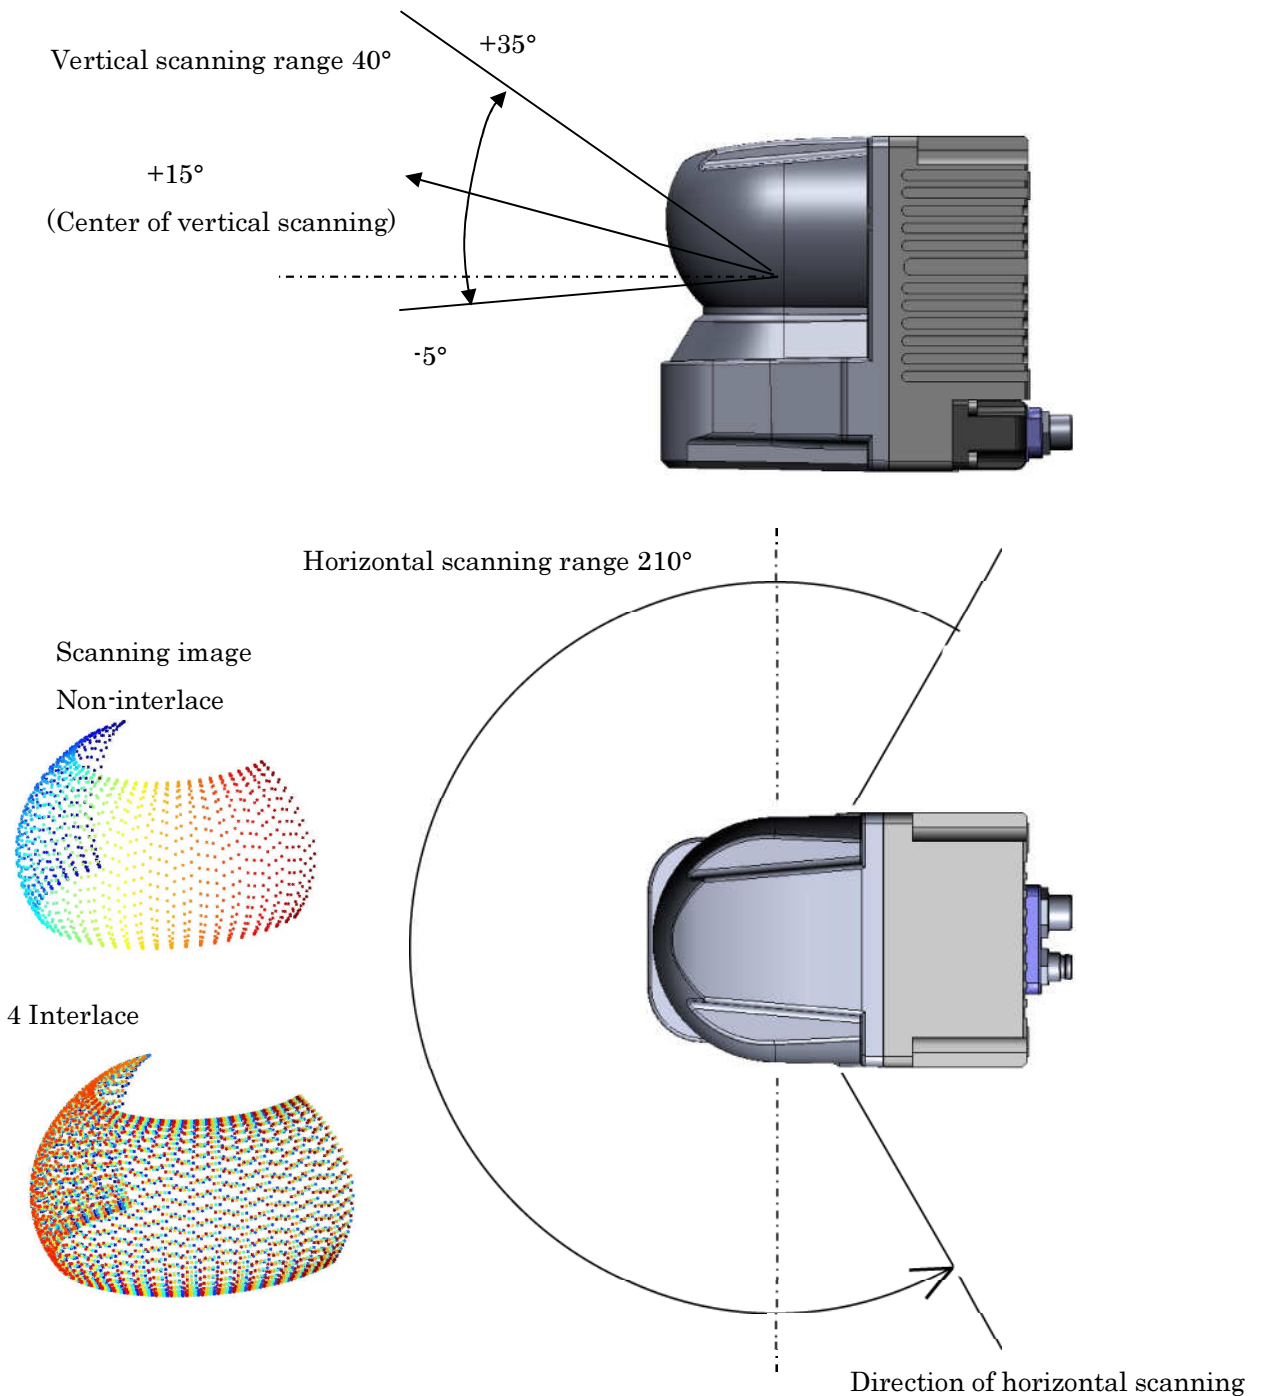 Vertical scanning range 40°
+35°
+15°
(Center of vertical scanning)
-5°
Horizontal scanning range 210°
Scanning image
Non-interlace
4 Interlace
Direction of horizontal scanning